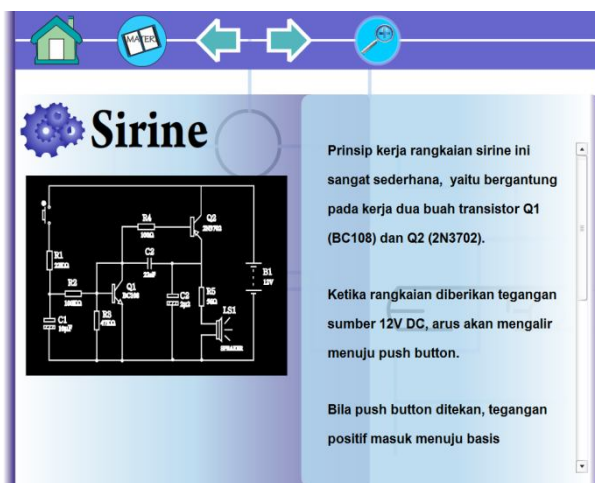 MATERI
Sirine
R4
Q2
2N3702
R1
C2
B1
12V
R2
Q1
BC108
R5
LS1
C1
R3
47KΩ
SPEAKER
Prinsip kerja rangkaian sirine ini
sangat sederhana, yaitu bergantung
pada kerja dua buah transistor Q1
(BC108) dan Q2 (2N3702).
Ketika rangkaian diberikan tegangan
sumber 12V DC, arus akan mengalir
menuju push button.
Bila push button ditekan, tegangan
positif masuk menuju basis